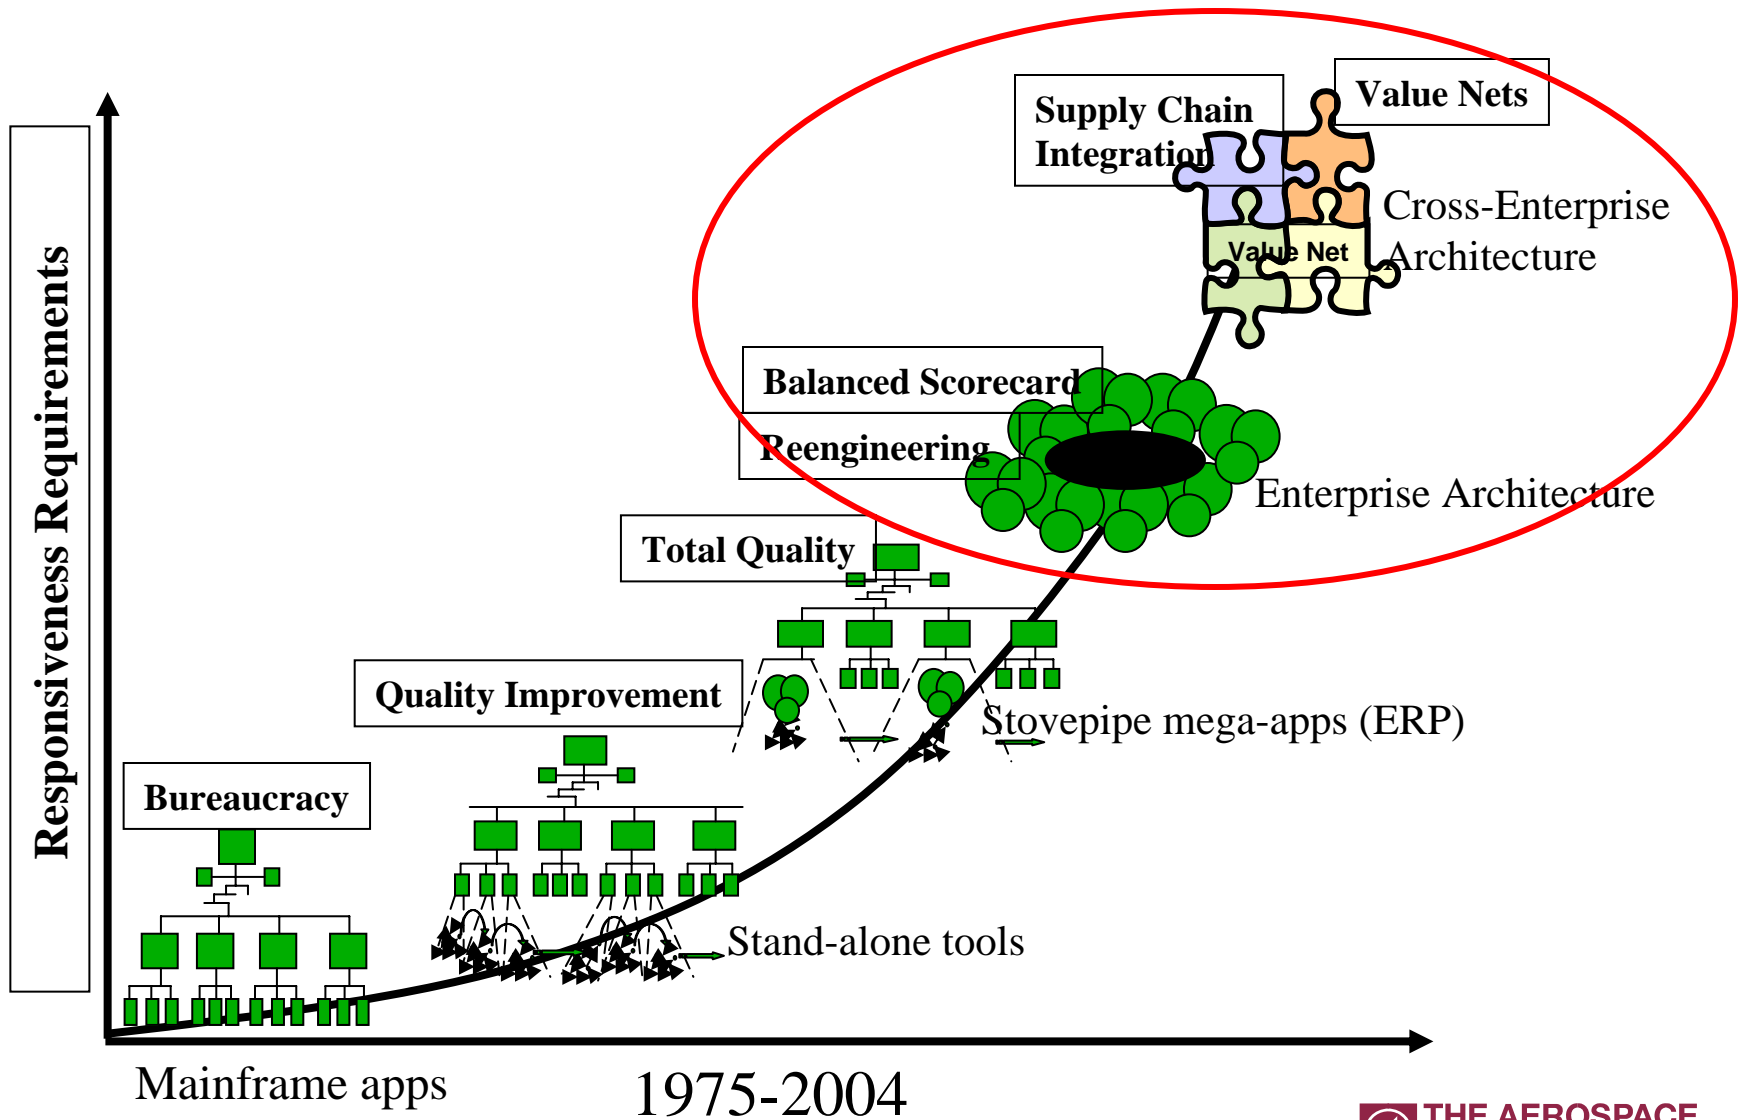 Value Nets
Supply Chain
Integration
Cross-Enterprise
Architecture
Value Net
Responsiveness Requirements
Balanced Scorecard
Reengineering
Enterprise Architecture
Total Quality
Quality Improvement
Stovepipe mega-apps (ERP)
Bureaucracy
Stand-alone tools
Mainframe apps
1975-2004
THE AEROSPACE